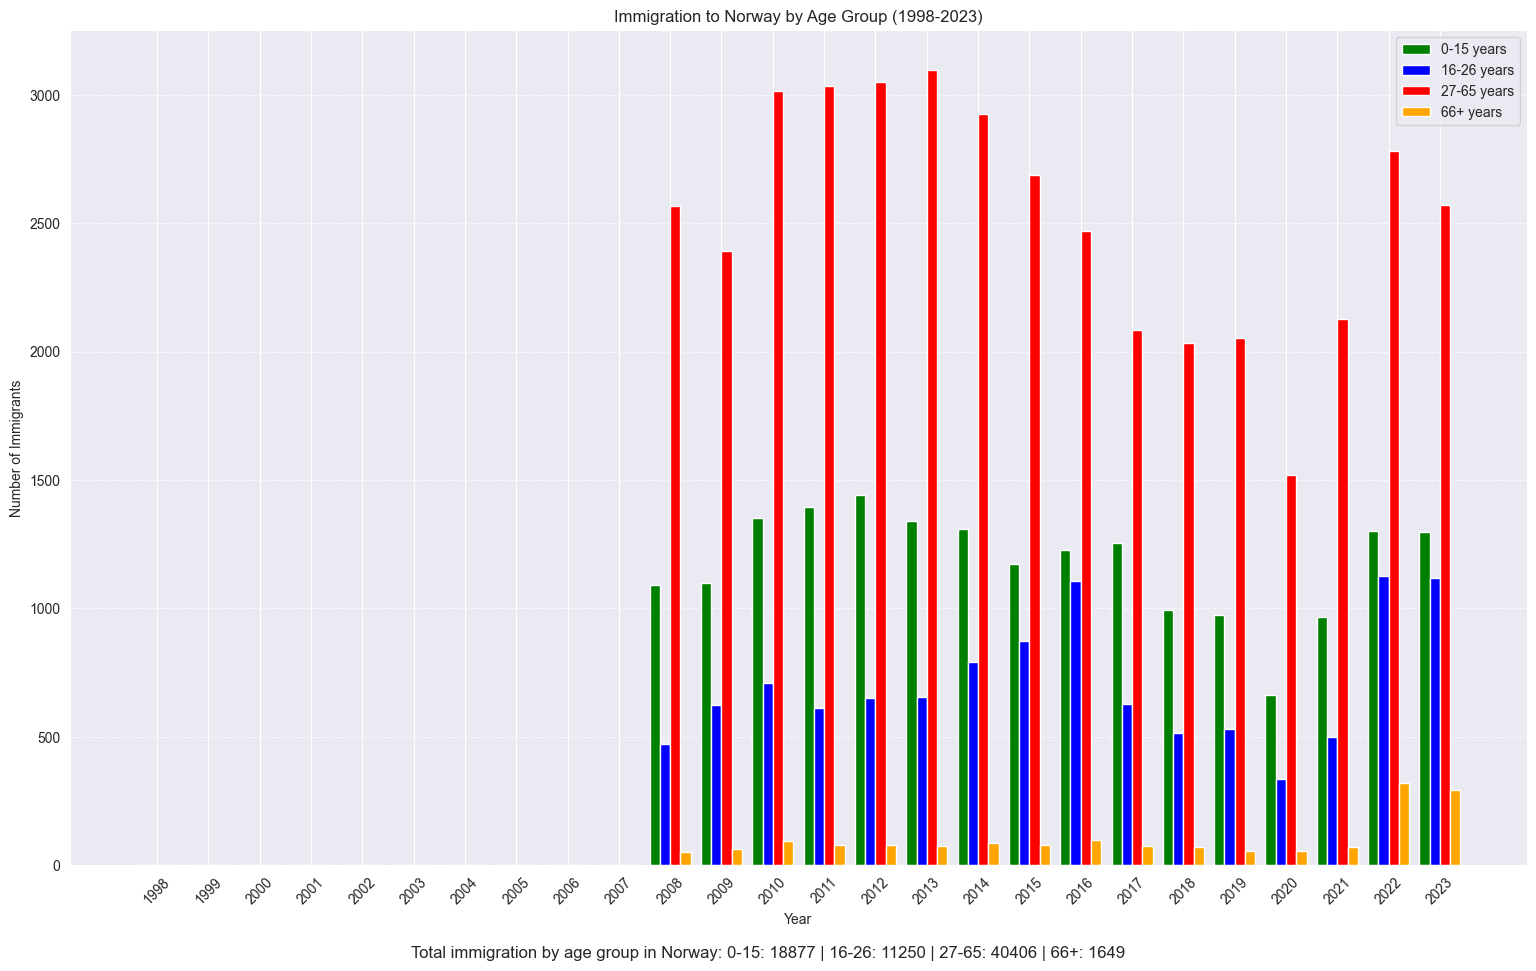 Immigration to Norway by Age Group (1998-2023)
0-15 years
16-26 years
27-65 years
66+ years
Number of Immigrants
3000
2500
2000
1500
1000
500
0
1998 1999 2000 2001 2002 2003 2004 2005 2006 2007 2008 2009 2010 2011 2012 2013 2014 2015 2016 2017 2018 2019 2020 2021 2022 2023
Year
Total immigration by age group in Norway: 0-15: 18877 | 16-26: 11250 | 27-65: 40406 | 66+: 1649